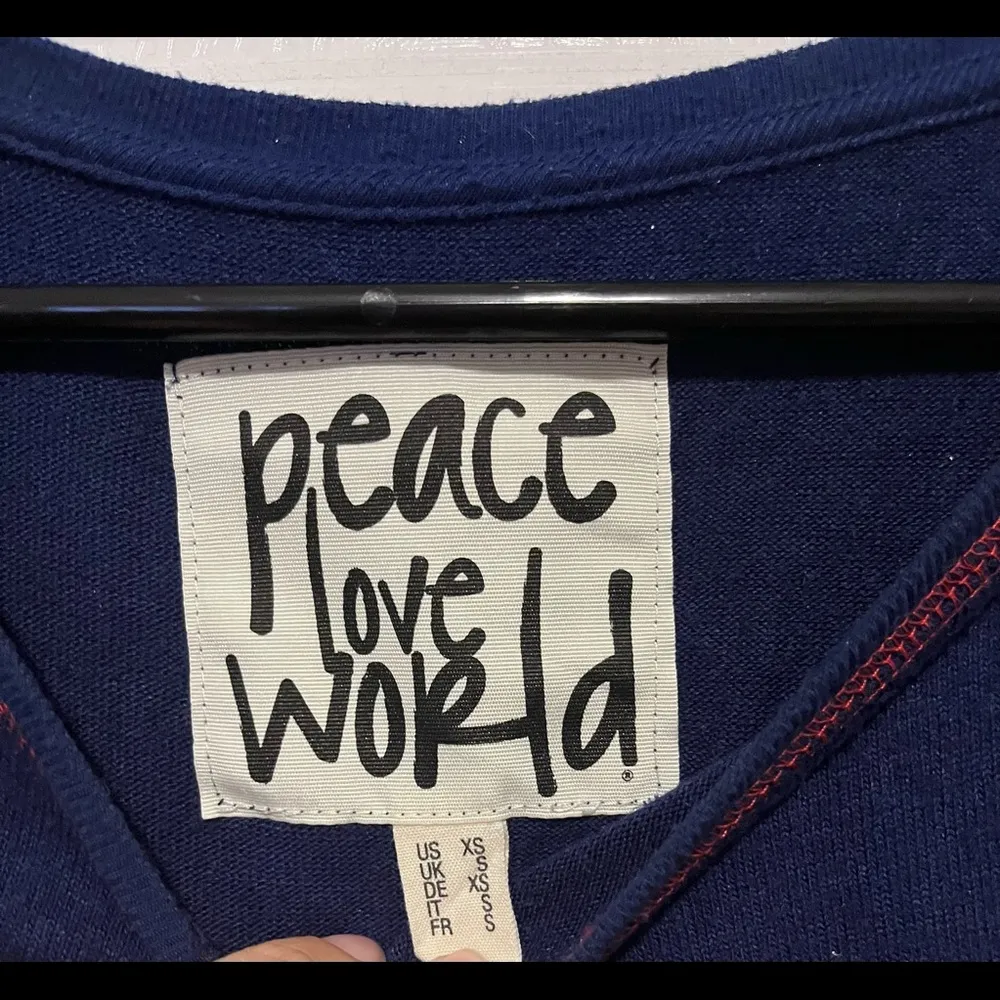 peace
love
world
®
US XS
UK S
DE XS
IT S
FR S